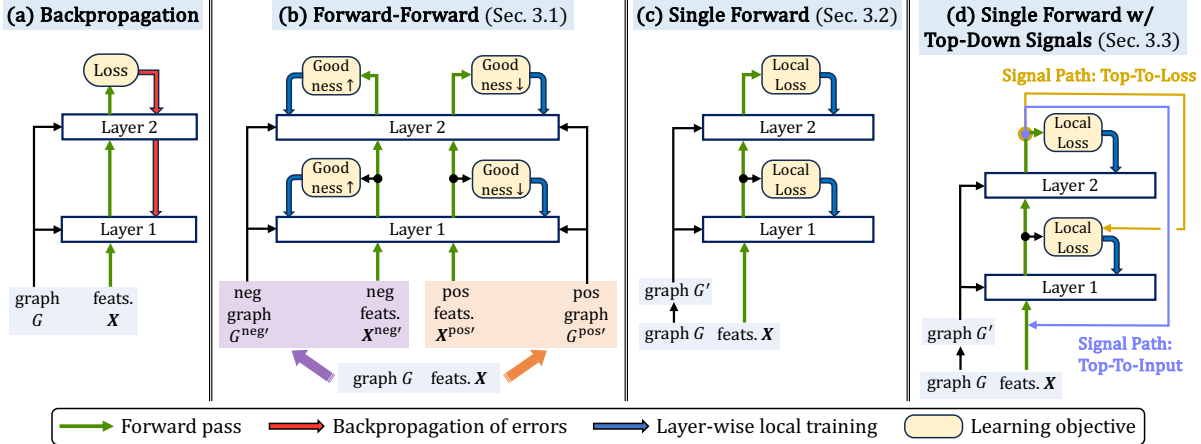 (a) Backpropagation
Loss
Layer 2
Layer 1
graph
G
feats.
X
(b) Forward-Forward (Sec. 3.1)
Good
ness ↑
Good
ness ↓
Layer 2
Good
ness ↑
Good
ness ↓
Layer 1
neg
graph
G^neg′
neg
feats.
X^neg′
pos
feats.
X^pos′
pos
graph
G^pos′
graph G feats. X
(c) Single Forward (Sec. 3.2)
Local
Loss
Layer 2
Local
Loss
Layer 1
graph G′
graph G feats. X
(d) Single Forward w/
Top-Down Signals (Sec. 3.3)
Signal Path: Top-To-Loss
Local
Loss
Layer 2
Local
Loss
Layer 1
graph G′
Signal Path:
Top-To-Input
graph G feats. X
Forward pass
Backpropagation of errors
Layer-wise local training
Learning objective